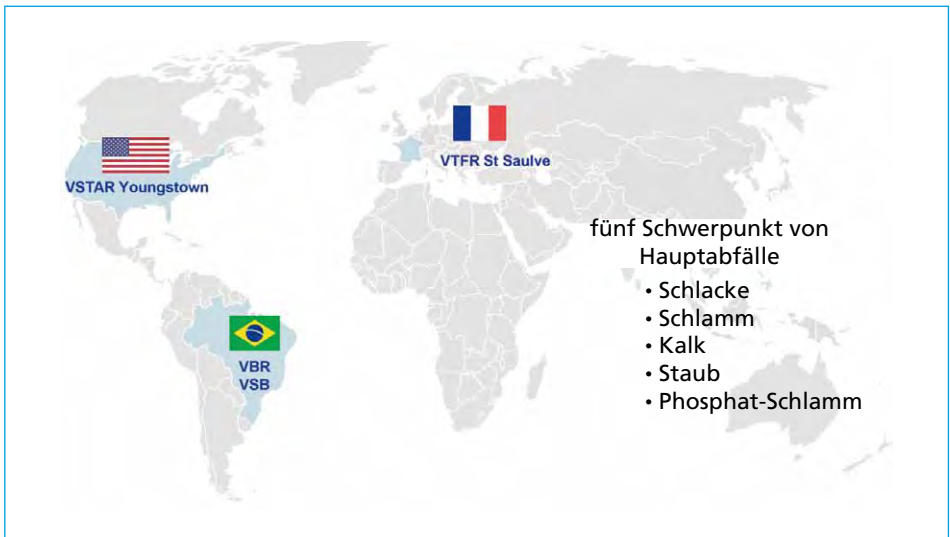 VTFR St Saulve
VSTAR Youngstown
fünf Schwerpunkt von
Hauptabfälle
• Schlacke
• Schlamm
• Kalk
• Staub
• Phosphat-Schlamm
VBR
VSB